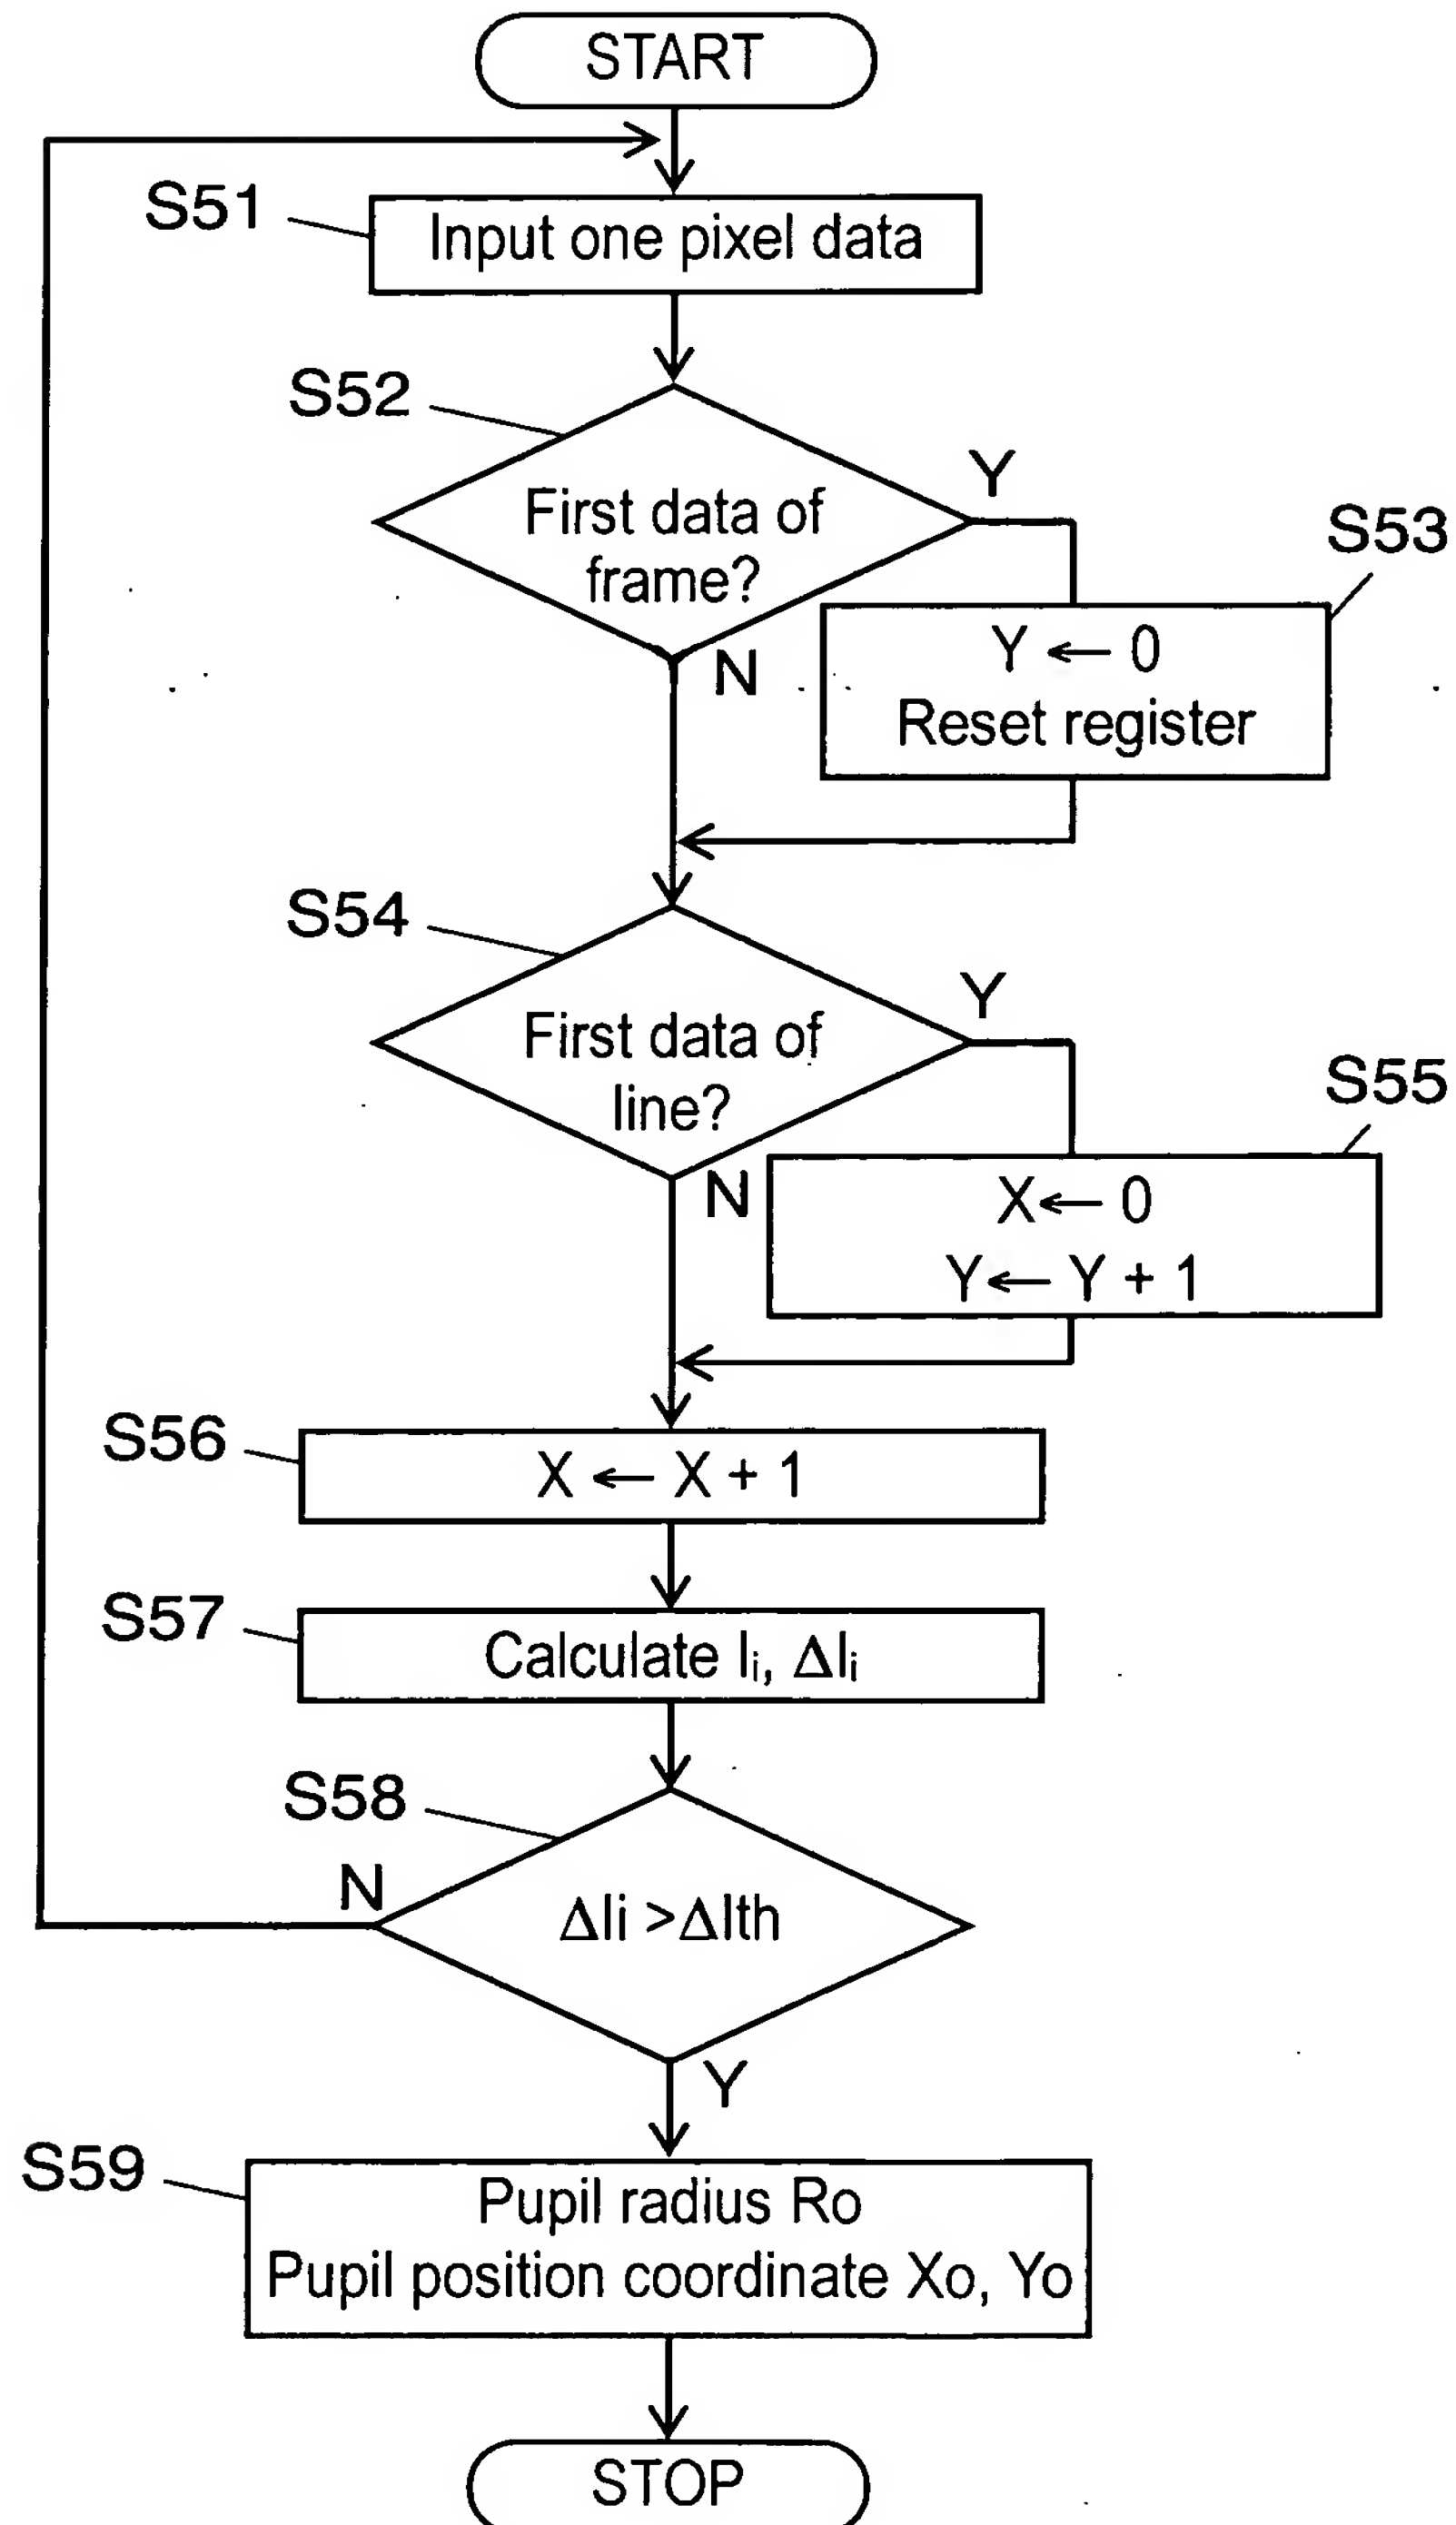 START
S51
Input one pixel data
S52
Y
First data of
frame?
N
S53
Y ← 0
Reset register
S54
Y
First data of
line?
N
S55
X ← 0
Y ← Y + 1
S56
X ← X + 1
S57
Calculate Ii, ΔIi
S58
N
ΔIi >ΔIth
Y
S59
Pupil radius Ro
Pupil position coordinate Xo, Yo
STOP